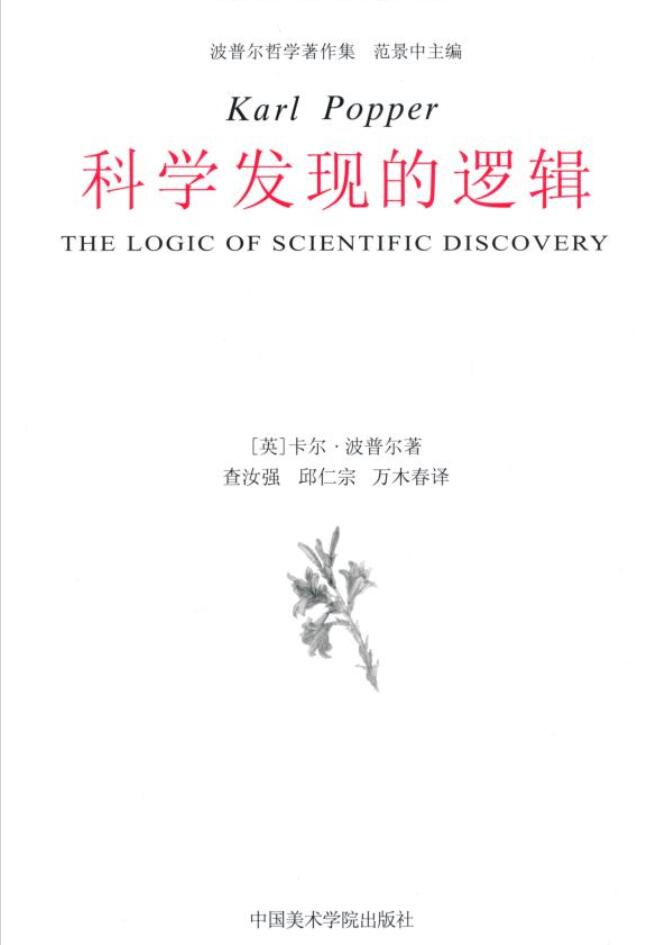 波普尔哲学著作集 范景中主编
Karl Popper
科学发现的逻辑
THE LOGIC OF SCIENTIFIC DISCOVERY
[英]卡尔·波普尔著
查汝强 邱仁宗 万木春译
中国美术学院出版社